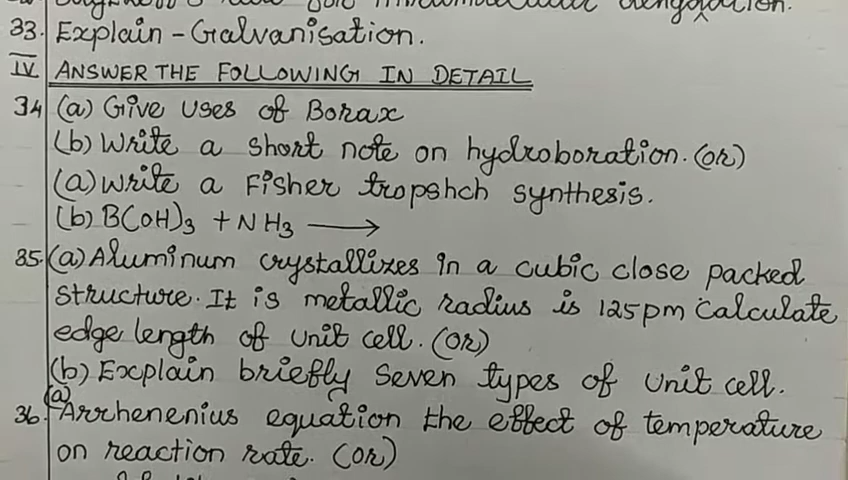 33. Explain - Galvanisation.
IV ANSWER THE FOLLOWING IN DETAIL
34 (a) Give uses of Borax
(b) Write a short note on hydroboration. (or)
(a) Write a Fisher tropshch synthesis.
(b) B(OH)3 + NH3 ⟶
35. (a) Aluminum crystallizes in a cubic close packed
structure. It is metallic radius is 125pm calculate
edge length of unit cell. (or)
(b) Explain briefly seven types of unit cell.
36. (a) Arrhenenius equation the effect of temperature
on reaction rate. (or)